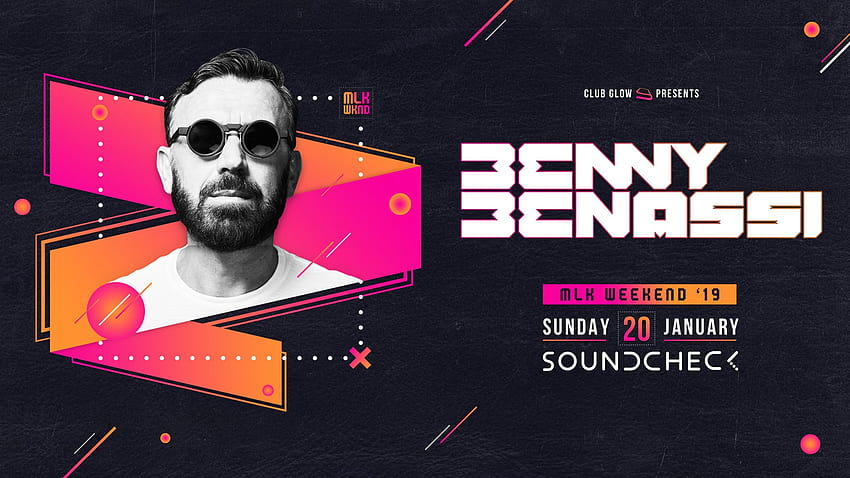 MLK
WKND
CLUB GLOW PRESENTS
BENNY
BENASSI
MLK WEEKEND ‘19
SUNDAY 20 JANUARY
SOUNDCHECK